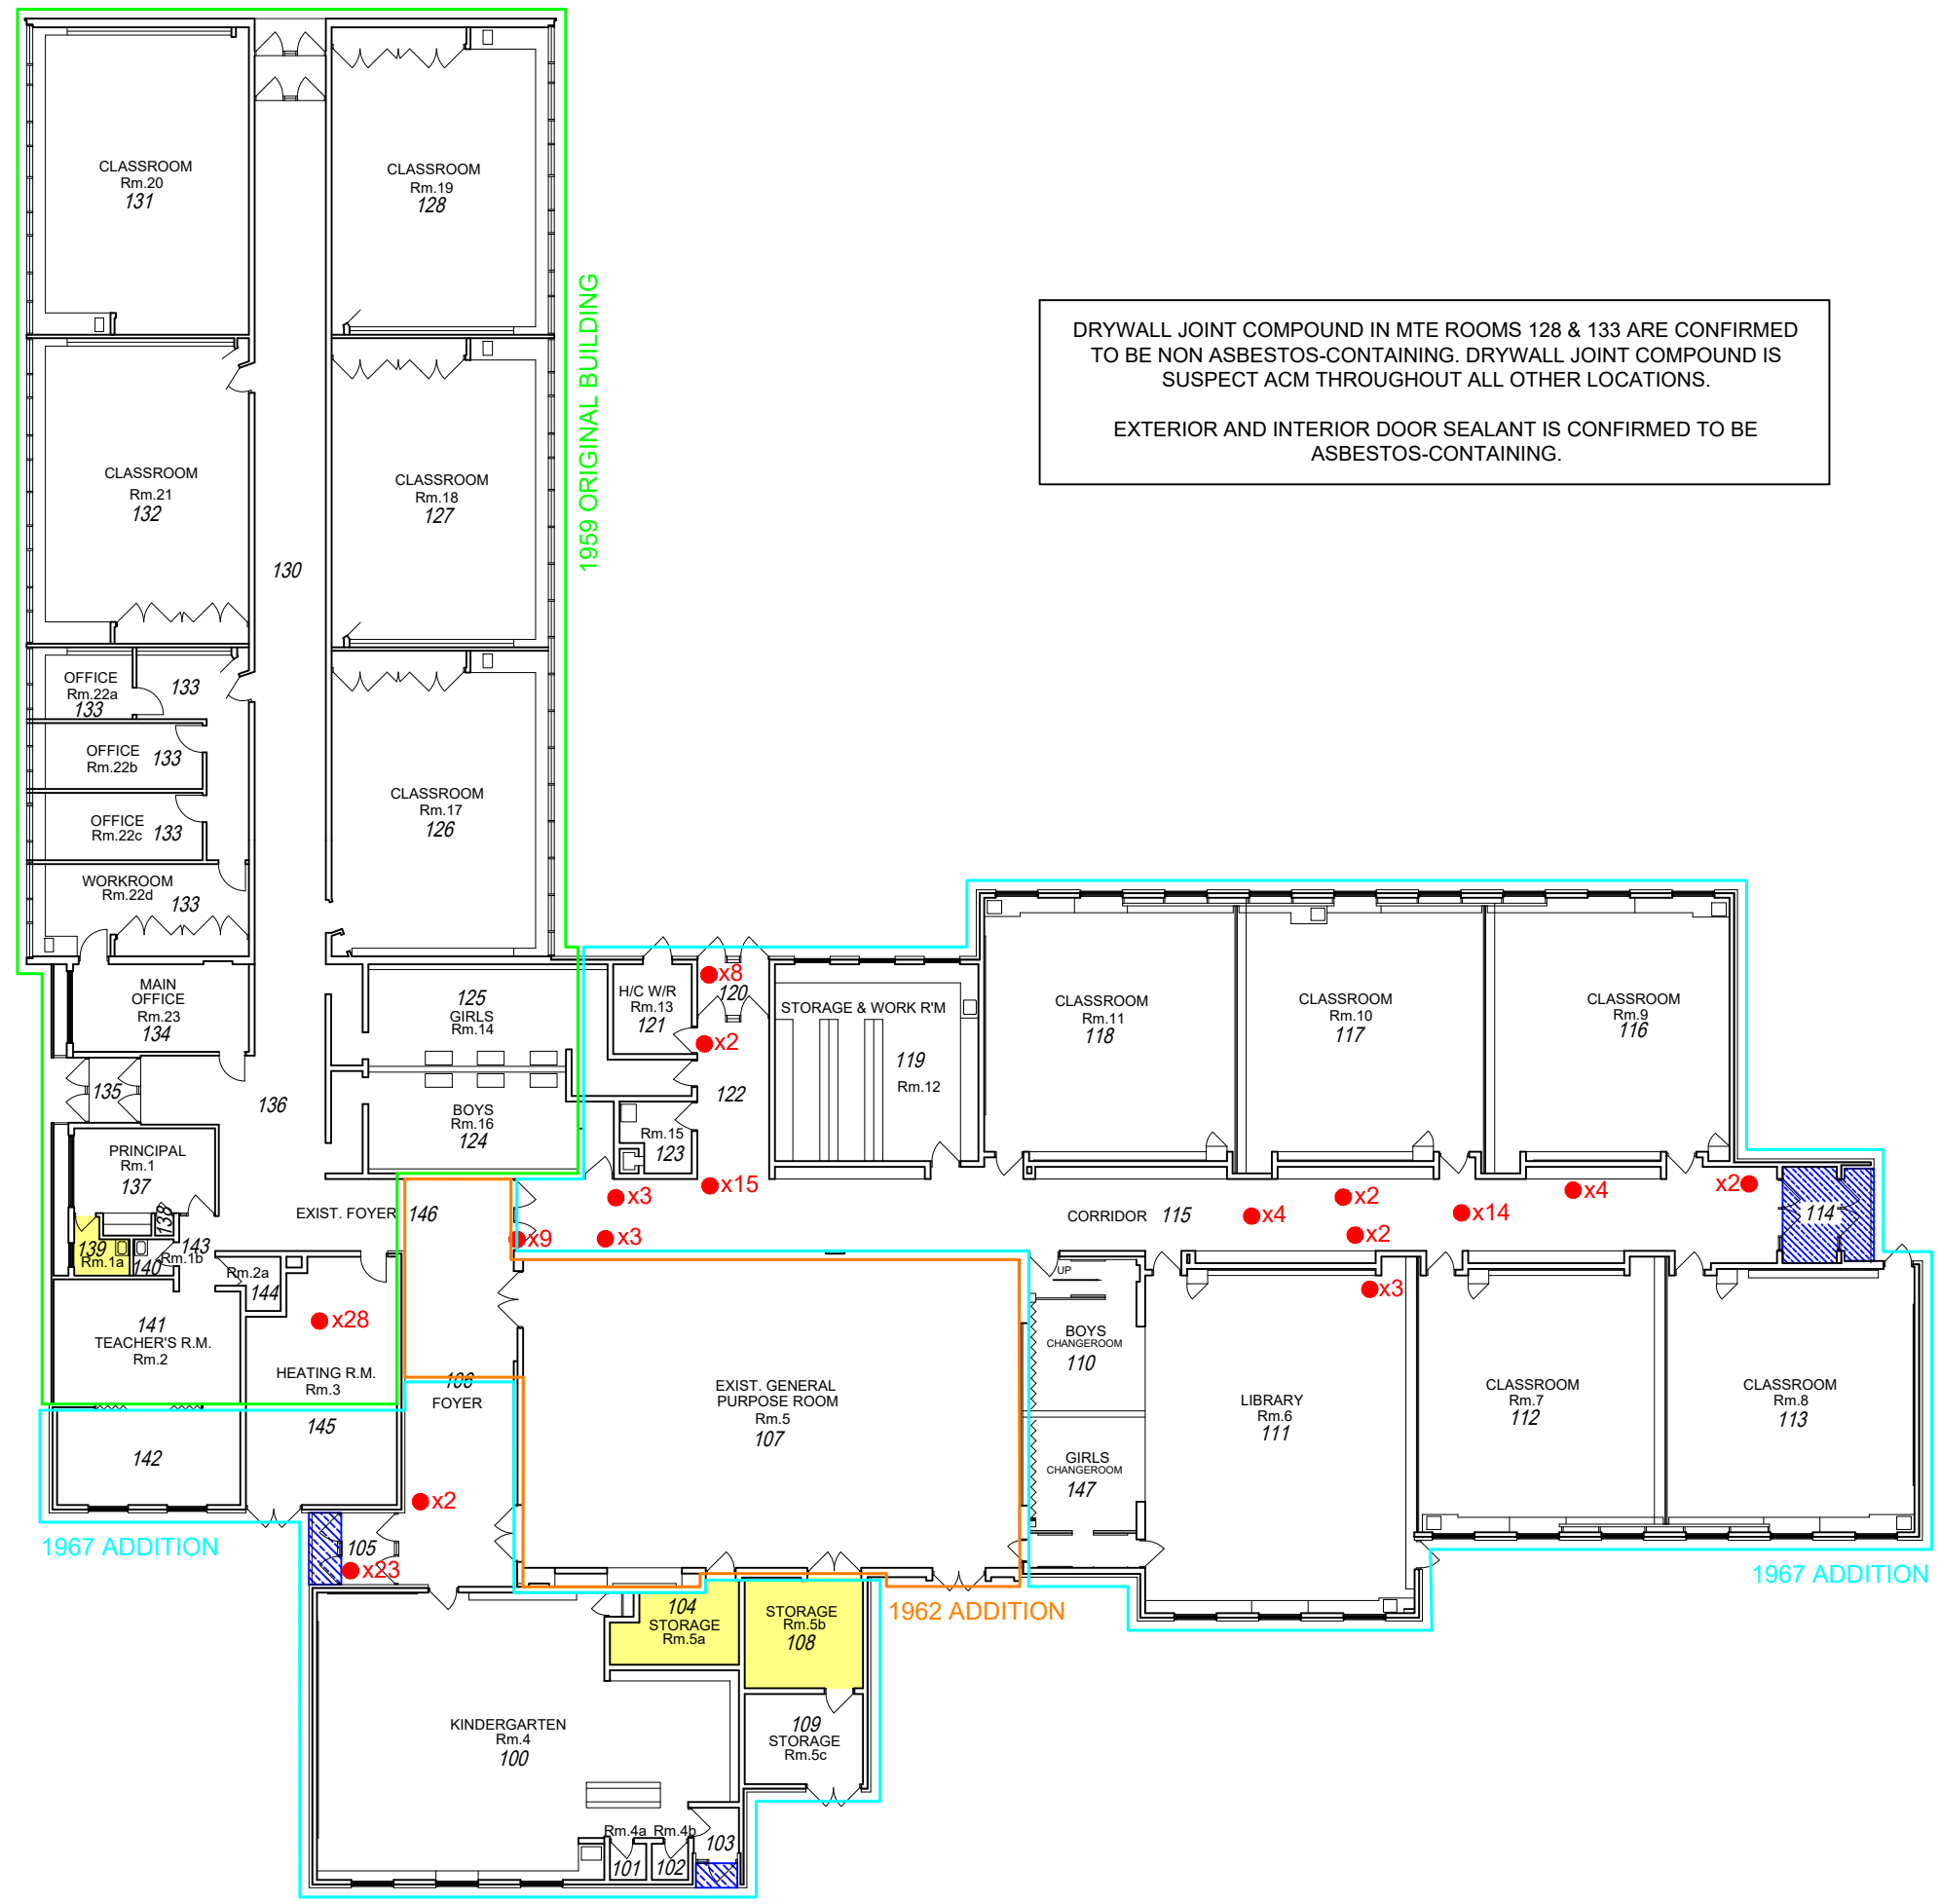 CLASSROOM
Rm.20
131
CLASSROOM
Rm.19
128
1959 ORIGINAL BUILDING
DRYWALL JOINT COMPOUND IN MTE ROOMS 128 & 133 ARE CONFIRMED
TO BE NON ASBESTOS-CONTAINING. DRYWALL JOINT COMPOUND IS
SUSPECT ACM THROUGHOUT ALL OTHER LOCATIONS.
EXTERIOR AND INTERIOR DOOR SEALANT IS CONFIRMED TO BE
ASBESTOS-CONTAINING.
CLASSROOM
Rm.21
132
CLASSROOM
Rm.18
127
130
OFFICE
Rm.22a
133
133
OFFICE
Rm.22b
133
OFFICE
Rm.22c
133
WORKROOM
Rm.22d
133
CLASSROOM
Rm.17
126
MAIN
OFFICE
Rm.23
134
125
GIRLS
Rm.14
H/C W/R
Rm.13
121
x8
120
x2
122
STORAGE & WORK R'M
119
Rm.12
CLASSROOM
Rm.11
118
CLASSROOM
Rm.10
117
CLASSROOM
Rm.9
116
135
136
BOYS
Rm.16
124
Rm.15
123
PRINCIPAL
Rm.1
137
138
139
Rm.1a
140
Rm.1b
143
EXIST. FOYER 146
x3
x15
x9
x3
CORRIDOR 115
x4
x2
x2
x14
x4
x2
114
Rm.2a
144
x28
141
TEACHER'S R.M.
Rm.2
HEATING R.M.
Rm.3
145
142
106
FOYER
EXIST. GENERAL
PURPOSE ROOM
Rm.5
107
UP
BOYS
CHANGEROOM
110
GIRLS
CHANGEROOM
147
x3
LIBRARY
Rm.6
111
CLASSROOM
Rm.7
112
CLASSROOM
Rm.8
113
x2
1967 ADDITION
105
x23
1967 ADDITION
1962 ADDITION
104
STORAGE
Rm.5a
STORAGE
Rm.5b
108
109
STORAGE
Rm.5c
KINDERGARTEN
Rm.4
100
Rm.4a
101
Rm.4b
102
103